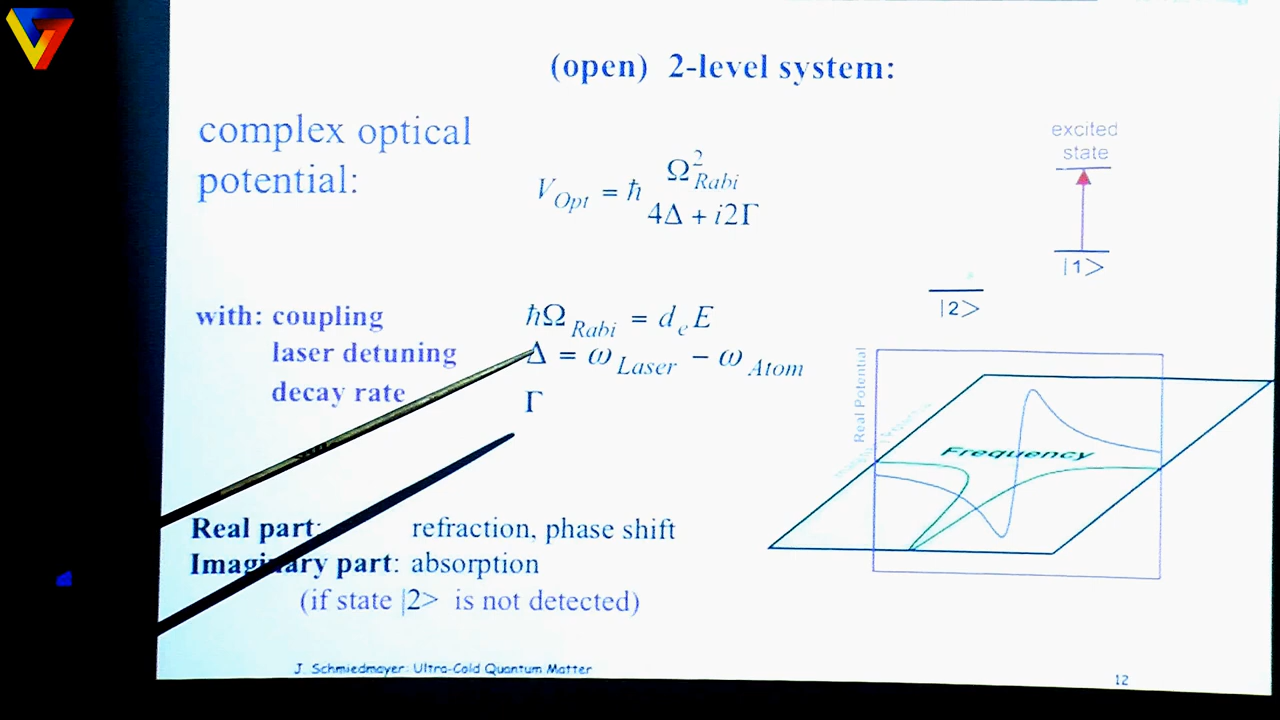 (open) 2-level system:
complex optical
potential:
V_Opt = ħ Ω²_Rabi / (4Δ + i2Γ)
excited
state
|1>
|2>
with: coupling ħΩ_Rabi = d_e E
laser detuning Δ = ω_Laser − ω_Atom
decay rate Γ
Real Potential
Frequency
Real part: refraction, phase shift
Imaginary part: absorption
(if state |2> is not detected)
J. Schmiedmayer: Ultra-Cold Quantum Matter
12